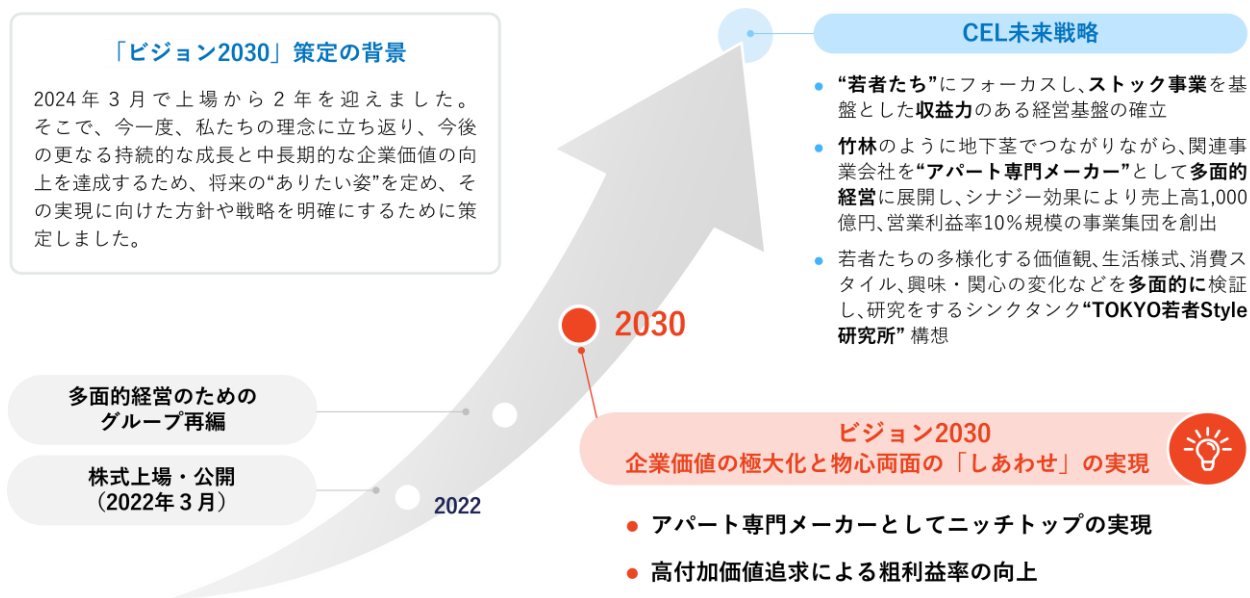 「ビジョン2030」策定の背景
2024年3月で上場から2年を迎えました。
そこで、今一度、私たちの理念に立ち返り、今後
の更なる持続的な成長と中長期的な企業価値の向
上を達成するため、将来の“ありたい姿”を定め、そ
の実現に向けた方針や戦略を明確にするために策
定しました。
CEL未来戦略
“若者たち”にフォーカスし、ストック事業を基
盤とした収益力のある経営基盤の確立
竹林のように地下茎でつながりながら、関連事
業会社を“アパート専門メーカー”として多面的
経営に展開し、シナジー効果により売上高1,000
億円、営業利益率10%規模の事業集団を創出
若者たちの多様化する価値観、生活様式、消費ス
タイル、興味・関心の変化などを多面的に検証
し、研究をするシンクタンク“TOKYO若者Style
研究所” 構想
2030
多面的経営のための
グループ再編
株式上場・公開
（2022年3月）
2022
ビジョン2030
企業価値の極大化と物心両面の「しあわせ」の実現
アパート専門メーカーとしてニッチトップの実現
高付加価値追求による粗利益率の向上